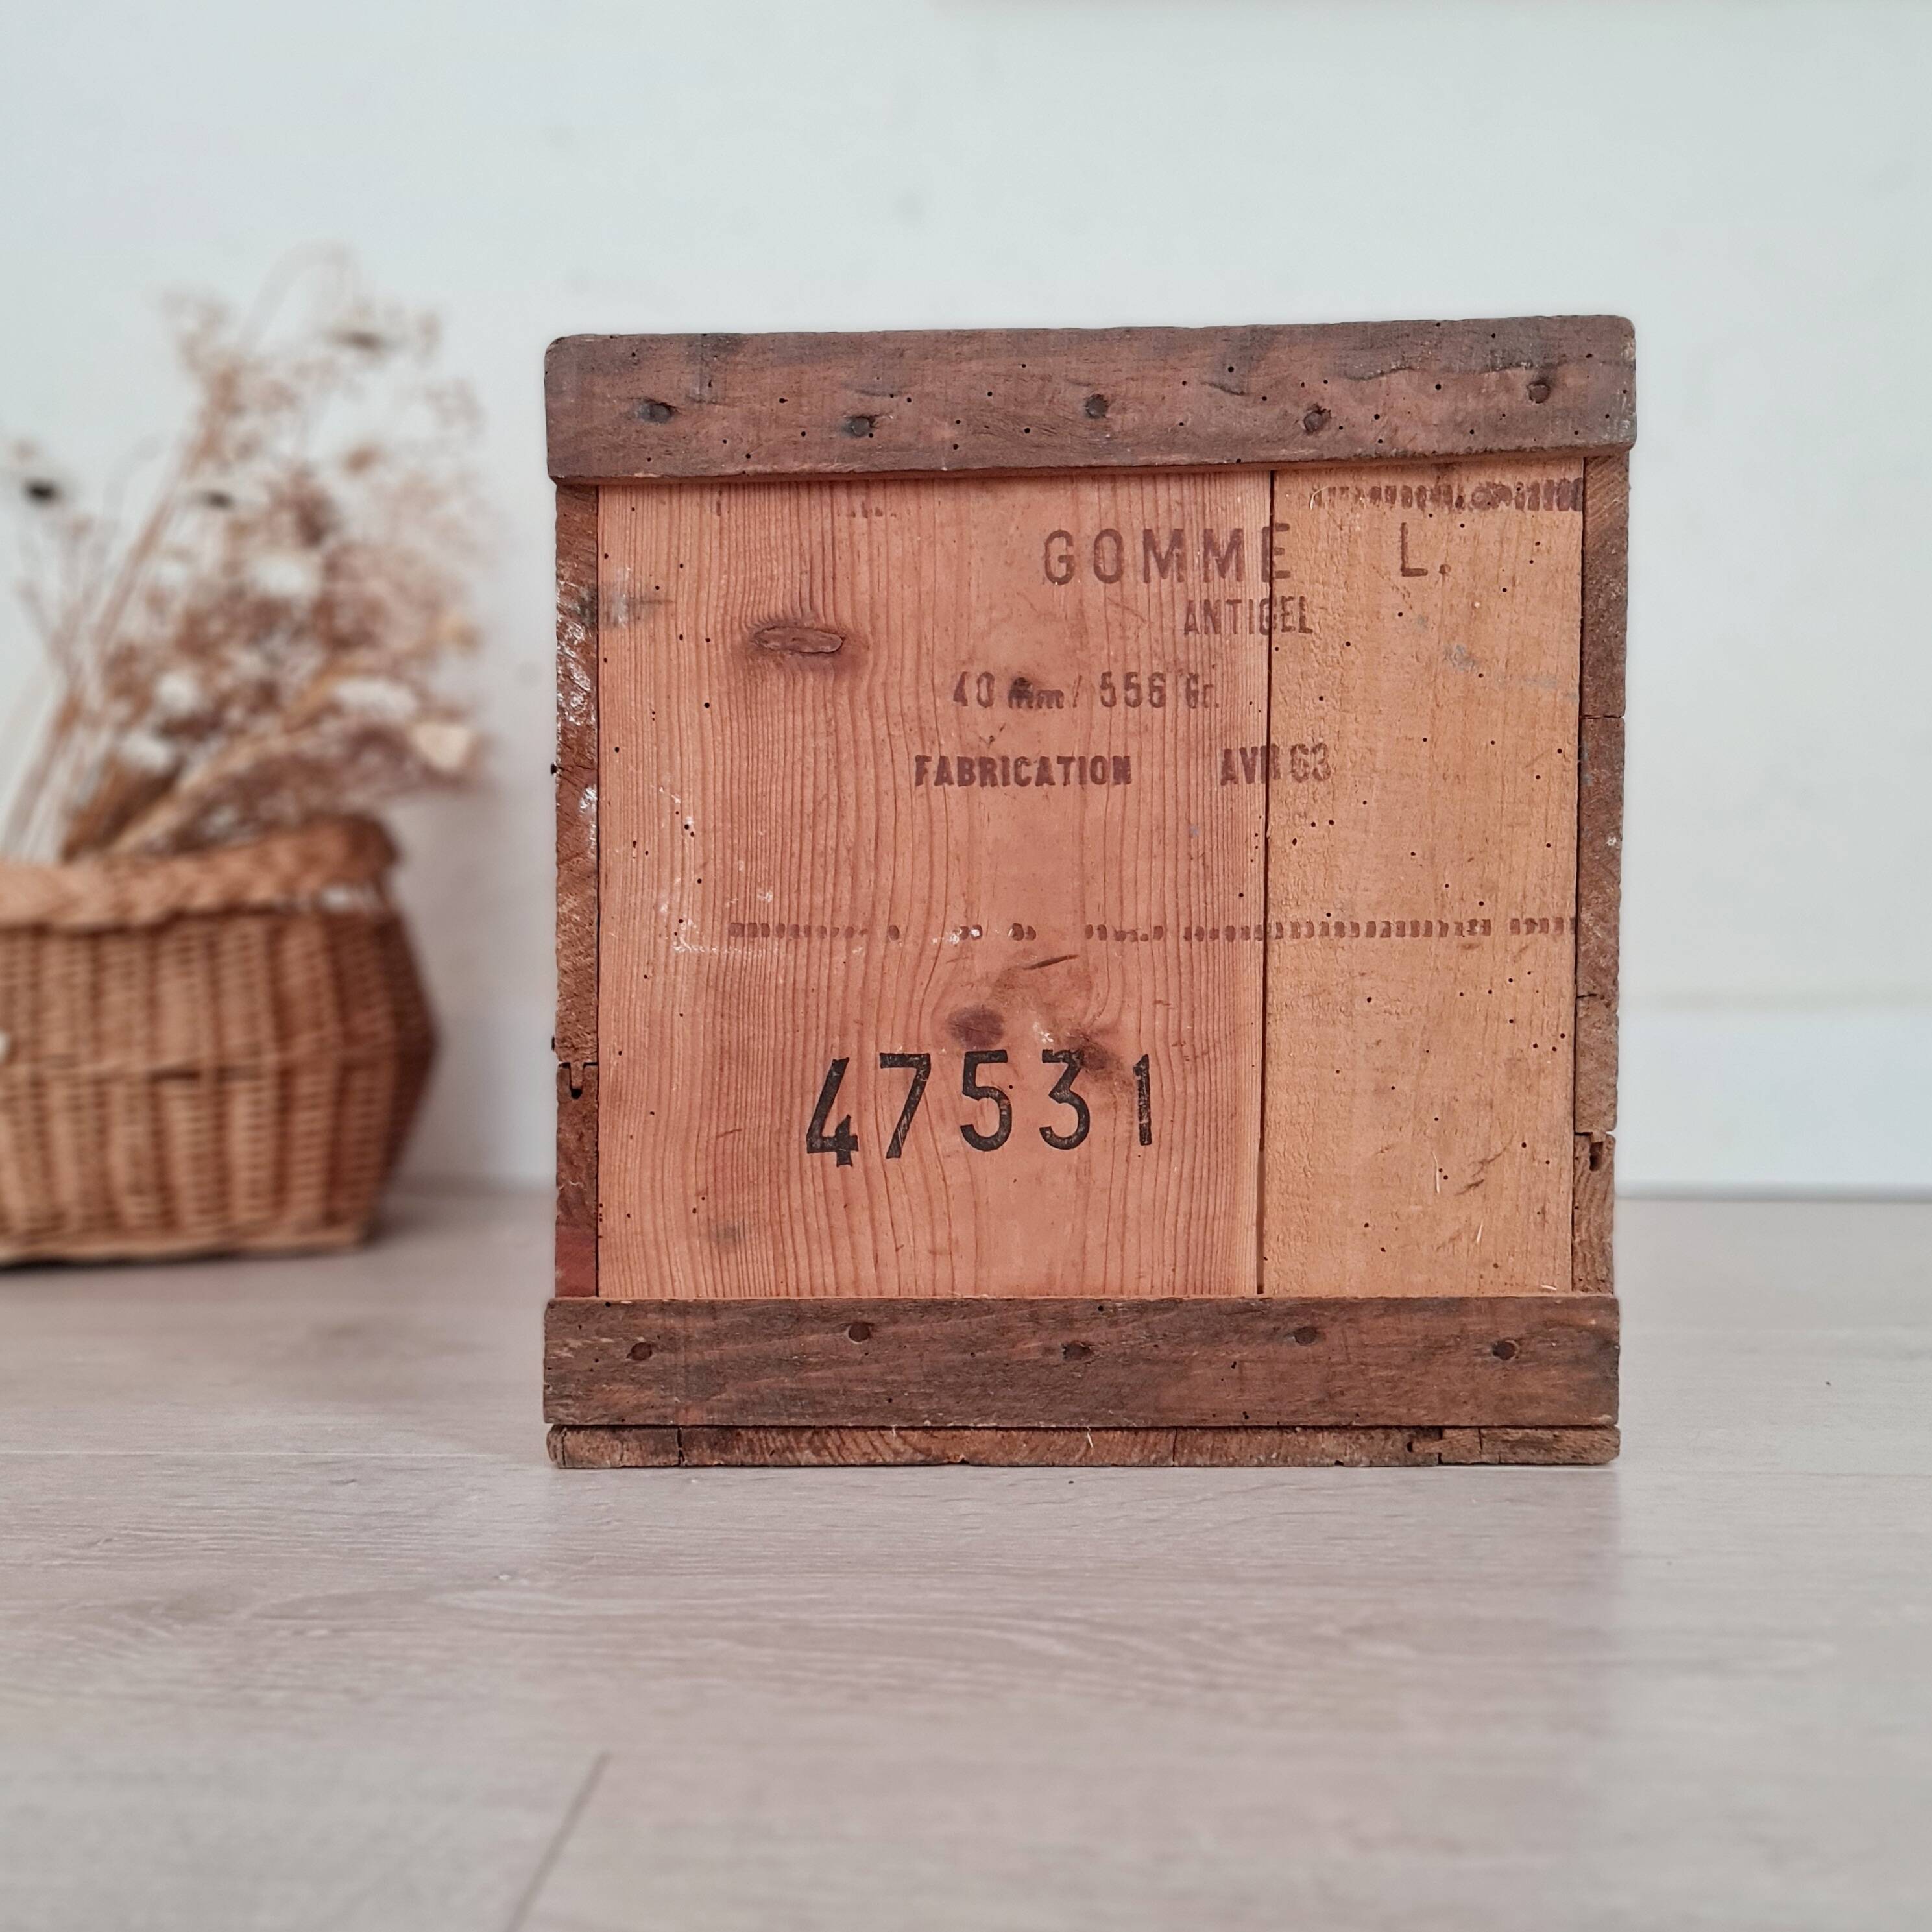 GOMME L.
ANTIGEL
40 mm / 556 Gr.
FABRICATION AVR 63
47531